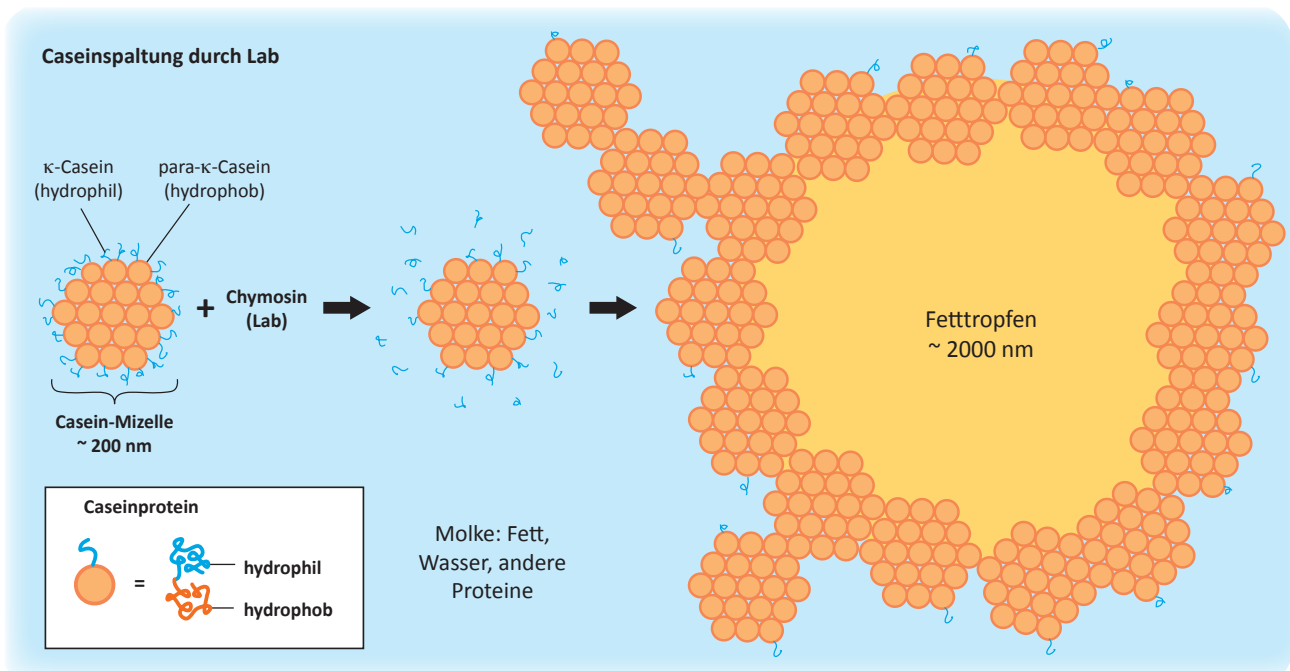 Caseinspaltung durch Lab
κ-Casein
(hydrophil)
para-κ-Casein
(hydrophob)
+ Chymosin
(Lab)
Casein-Mizelle
~ 200 nm
Fetttropfen
~ 2000 nm
Caseinprotein
=
hydrophil
hydrophob
Molke: Fett,
Wasser, andere
Proteine